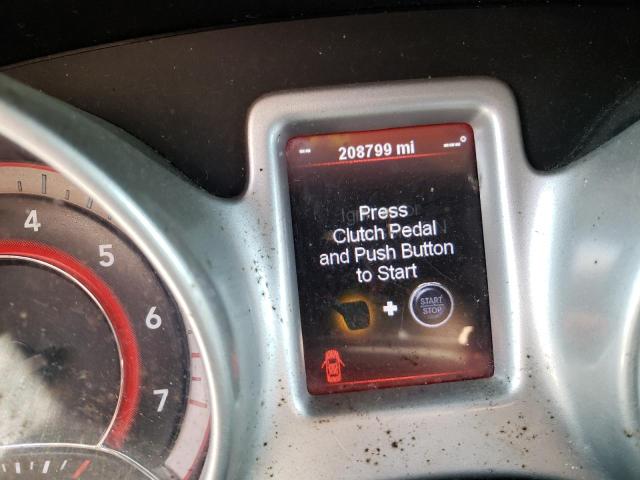 -- 208799 mi ----°
Press
Clutch Pedal
and Push Button
to Start
START
STOP
4
5
6
7